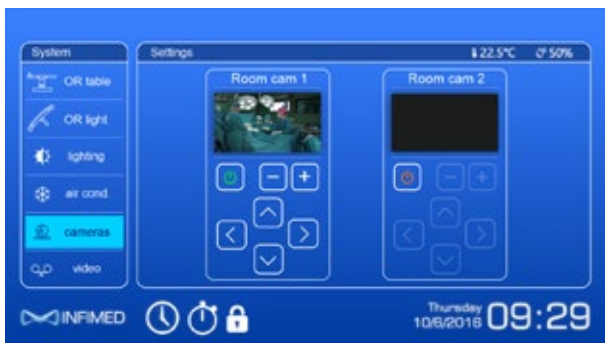 System
OR table
OR light
lighting
air cond.
cameras
video
Settings
22.5°C 50%
Room cam 1
Room cam 2
INFIMED
Thursday
10/6/2016
09:29